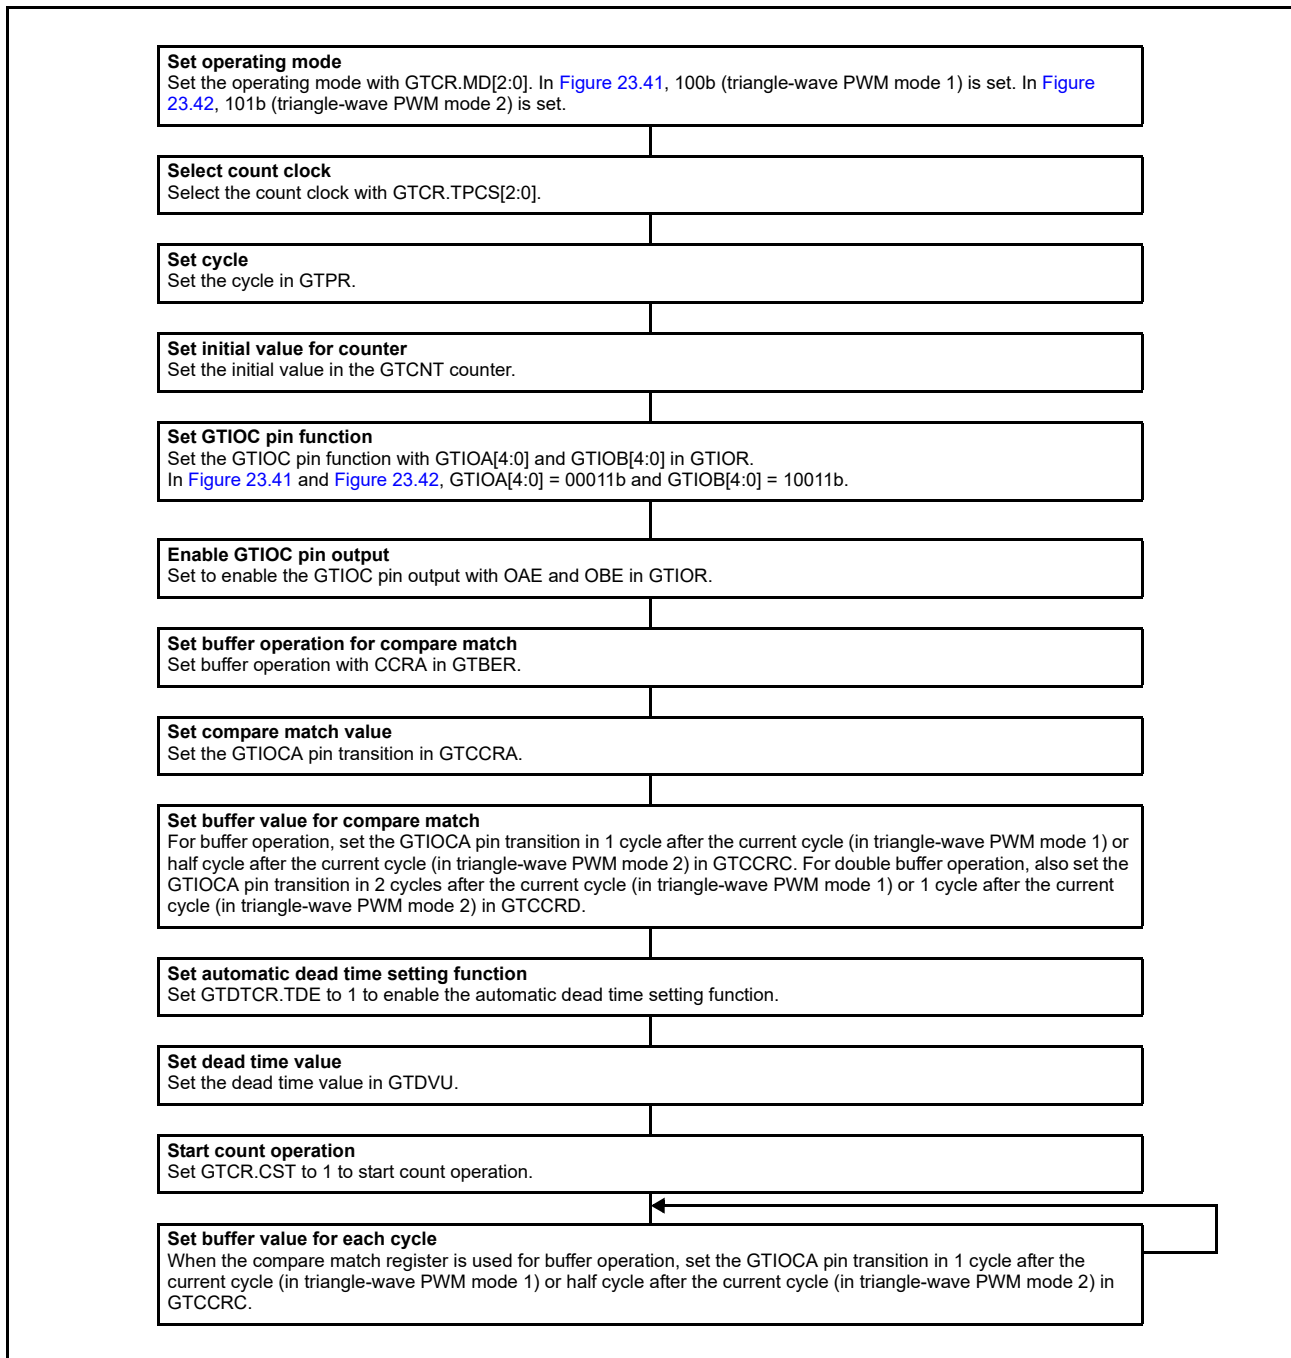 Set operating mode
Set the operating mode with GTCR.MD[2:0]. In Figure 23.41, 100b (triangle-wave PWM mode 1) is set. In Figure
23.42, 101b (triangle-wave PWM mode 2) is set.
Select count clock
Select the count clock with GTCR.TPCS[2:0].
Set cycle
Set the cycle in GTPR.
Set initial value for counter
Set the initial value in the GTCNT counter.
Set GTIOC pin function
Set the GTIOC pin function with GTIOA[4:0] and GTIOB[4:0] in GTIOR.
In Figure 23.41 and Figure 23.42, GTIOA[4:0] = 00011b and GTIOB[4:0] = 10011b.
Enable GTIOC pin output
Set to enable the GTIOC pin output with OAE and OBE in GTIOR.
Set buffer operation for compare match
Set buffer operation with CCRA in GTBER.
Set compare match value
Set the GTIOCA pin transition in GTCCRA.
Set buffer value for compare match
For buffer operation, set the GTIOCA pin transition in 1 cycle after the current cycle (in triangle-wave PWM mode 1) or
half cycle after the current cycle (in triangle-wave PWM mode 2) in GTCCRC. For double buffer operation, also set the
GTIOCA pin transition in 2 cycles after the current cycle (in triangle-wave PWM mode 1) or 1 cycle after the current
cycle (in triangle-wave PWM mode 2) in GTCCRD.
Set automatic dead time setting function
Set GTDTCR.TDE to 1 to enable the automatic dead time setting function.
Set dead time value
Set the dead time value in GTDVU.
Start count operation
Set GTCR.CST to 1 to start count operation.
Set buffer value for each cycle
When the compare match register is used for buffer operation, set the GTIOCA pin transition in 1 cycle after the
current cycle (in triangle-wave PWM mode 1) or half cycle after the current cycle (in triangle-wave PWM mode 2) in
GTCCRC.